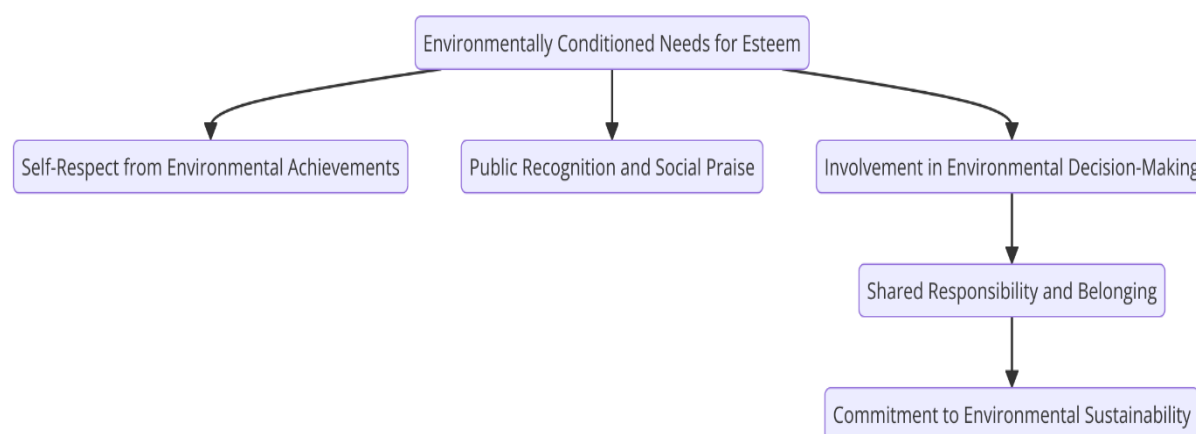 Environmentally Conditioned Needs for Esteem
Self-Respect from Environmental Achievements
Public Recognition and Social Praise
Involvement in Environmental Decision-Making
Shared Responsibility and Belonging
Commitment to Environmental Sustainability